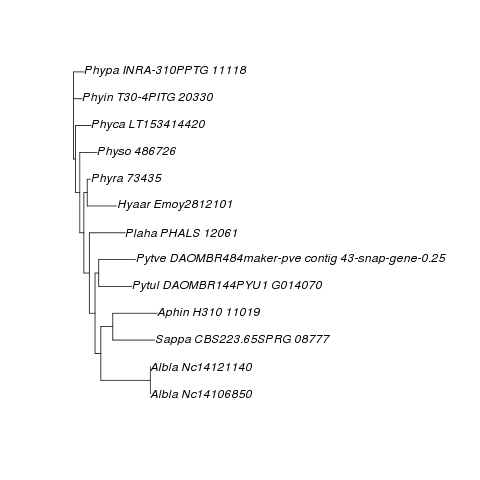 Phypa INRA-310PPTG 11118
Phyin T30-4PITG 20330
Phyca LT153414420
Physo 486726
Phyra 73435
Hyaar Emoy2812101
Plaha PHALS 12061
Pytve DAOMBR484maker-pve contig 43-snap-gene-0.25
Pytul DAOMBR144PYU1 G014070
Aphin H310 11019
Sappa CBS223.65SPRG 08777
Albla Nc14121140
Albla Nc14106850